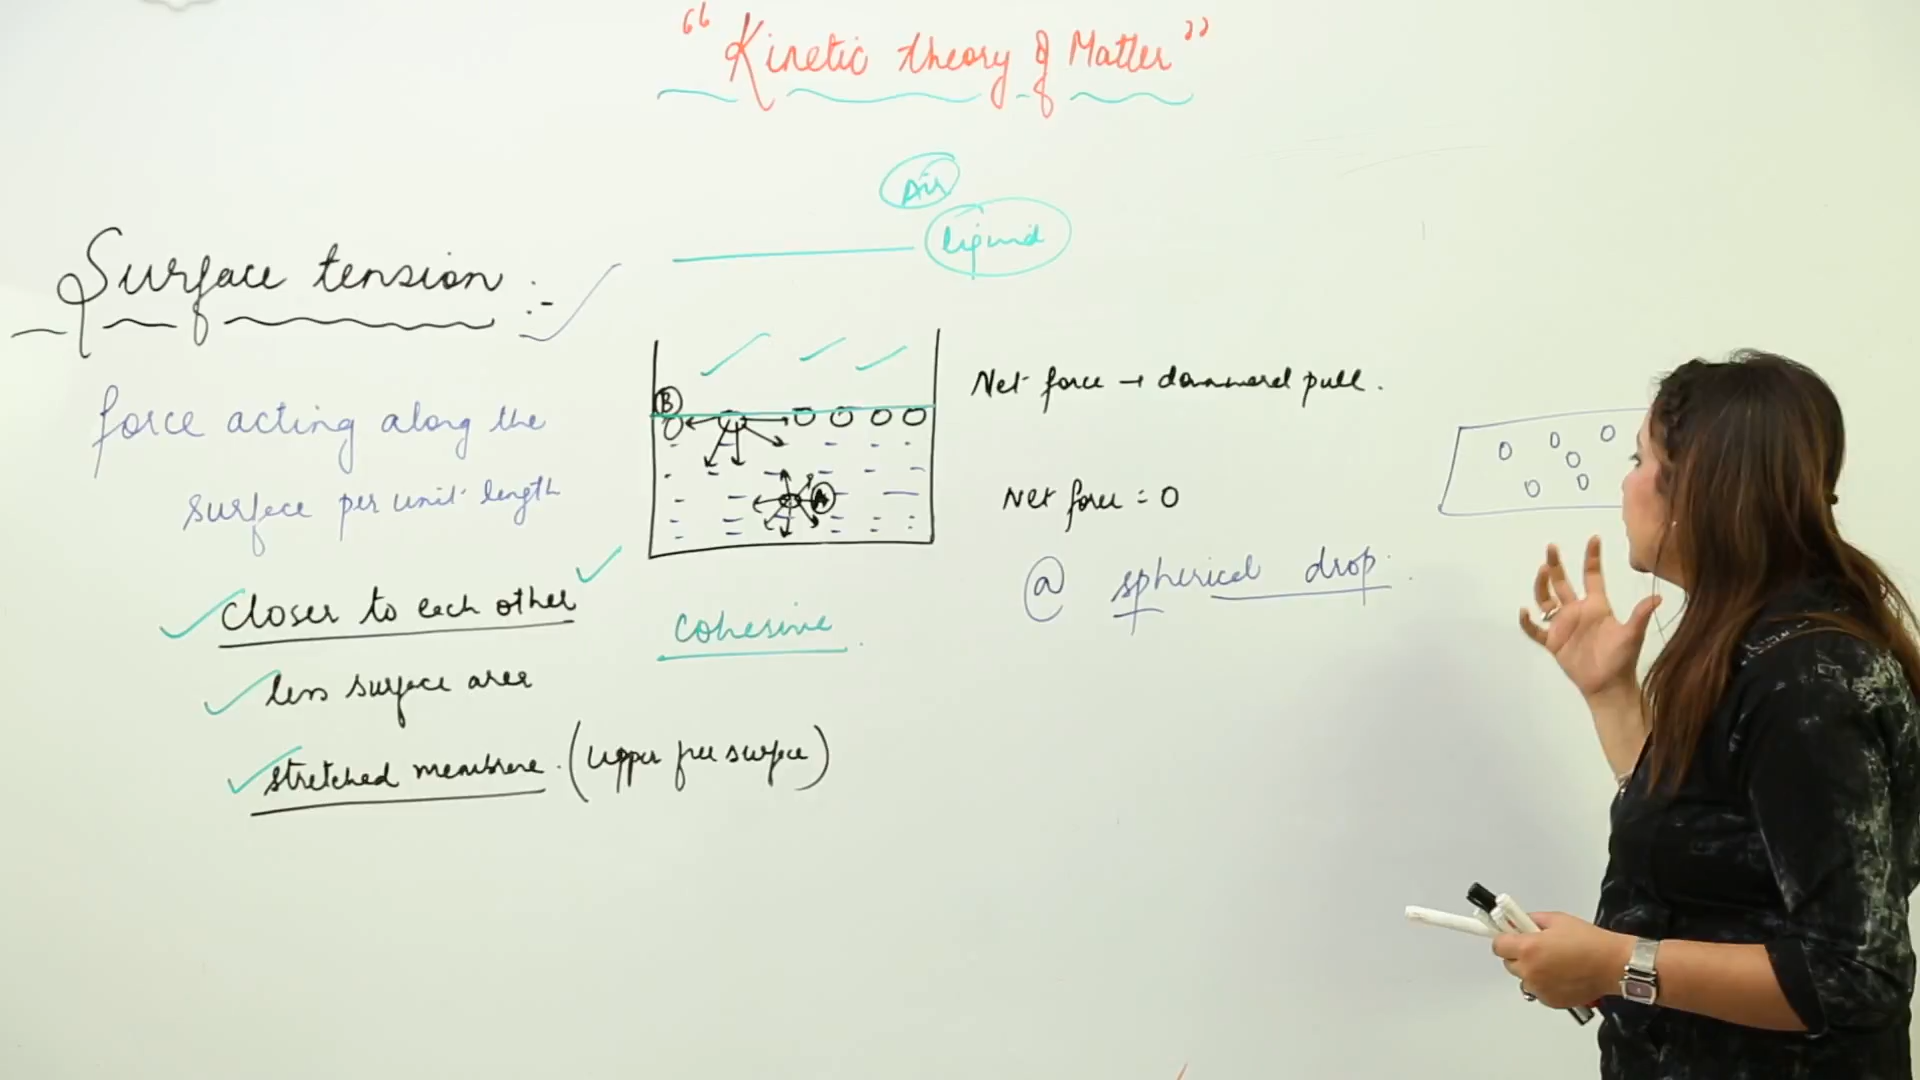 “Kinetic theory of Matter”
Air
liquid
Surface tension :-
force acting along the
surface per unit length
closer to each other
less surface area
stretched membrane. (upper free surface)
B
A
cohesive
Net force → downward pull.
Net force = 0
@ spherical drop.